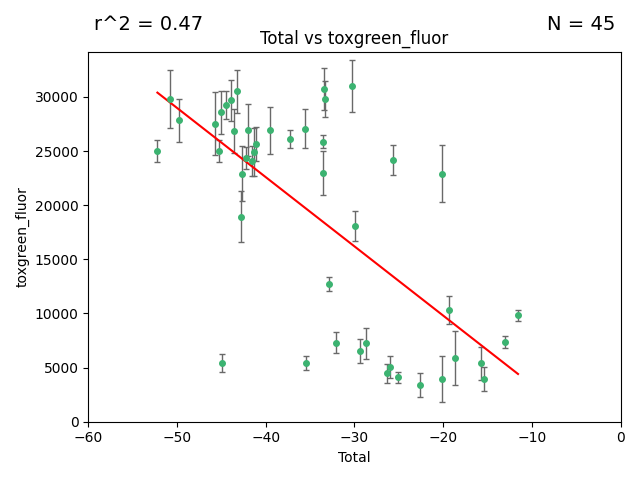 r^2 = 0.47
N = 45
Total vs toxgreen_fluor
30000
25000
20000
15000
10000
5000
0
toxgreen_fluor
−60
−50
−40
−30
−20
−10
0
Total